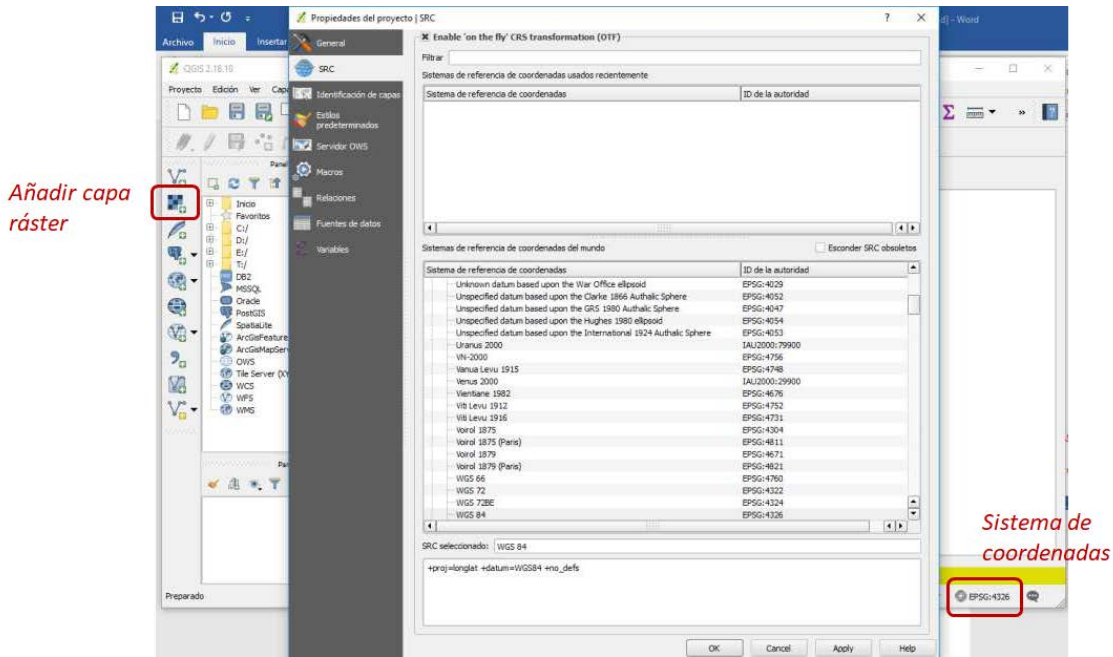 d] - Word
Archivo Inicio Insertar
Propiedades del proyecto | SRC
QGIS 2.18.10
Proyecto Edición Ver
Añadir capa
ráster
Panel
Inicio
Favoritos
C:/
D:/
E:/
T:/
DB2
MSSQL
Oracle
PostGIS
SpatiaLite
ArcGisFeature
ArcGisMapSer
OWS
Tile Server (XY
WCS
WFS
WMS
Preparado
General
SRC
Identificación de capas
Estilos
predeterminados
Servidor OWS
Macros
Relaciones
Fuentes de datos
Variables
Enable 'on the fly' CRS transformation (OTF)
Filtrar
Sistemas de referencia de coordenadas usados recientemente
Sistema de referencia de coordenadas ID de la autoridad
Sistemas de referencia de coordenadas del mundo Esconder SRC obsoletos
Sistema de referencia de coordenadas ID de la autoridad
Unknown datum based upon the War Office ellipsoid EPSG:4029
Unspecified datum based upon the Clarke 1866 Authalic Sphere EPSG:4052
Unspecified datum based upon the GRS 1980 Authalic Sphere EPSG:4047
Unspecified datum based upon the Hughes 1980 ellipsoid EPSG:4054
Unspecified datum based upon the International 1924 Authalic Sphere EPSG:4053
Uranus 2000 IAU2000:79900
VN-2000 EPSG:4756
Vanua Levu 1915 EPSG:4748
Venus 2000 IAU2000:29900
Vientiane 1982 EPSG:4676
Viti Levu 1912 EPSG:4752
Viti Levu 1916 EPSG:4731
Voirol 1875 EPSG:4304
Voirol 1875 (Paris) EPSG:4811
Voirol 1879 EPSG:4671
Voirol 1879 (Paris) EPSG:4821
WGS 66 EPSG:4760
WGS 72 EPSG:4322
WGS 72BE EPSG:4324
WGS 84 EPSG:4326
SRC seleccionado: WGS 84
+proj=longlat +datum=WGS84 +no_defs
OK Cancel Apply Help
Sistema de
coordenadas
EPSG:4326